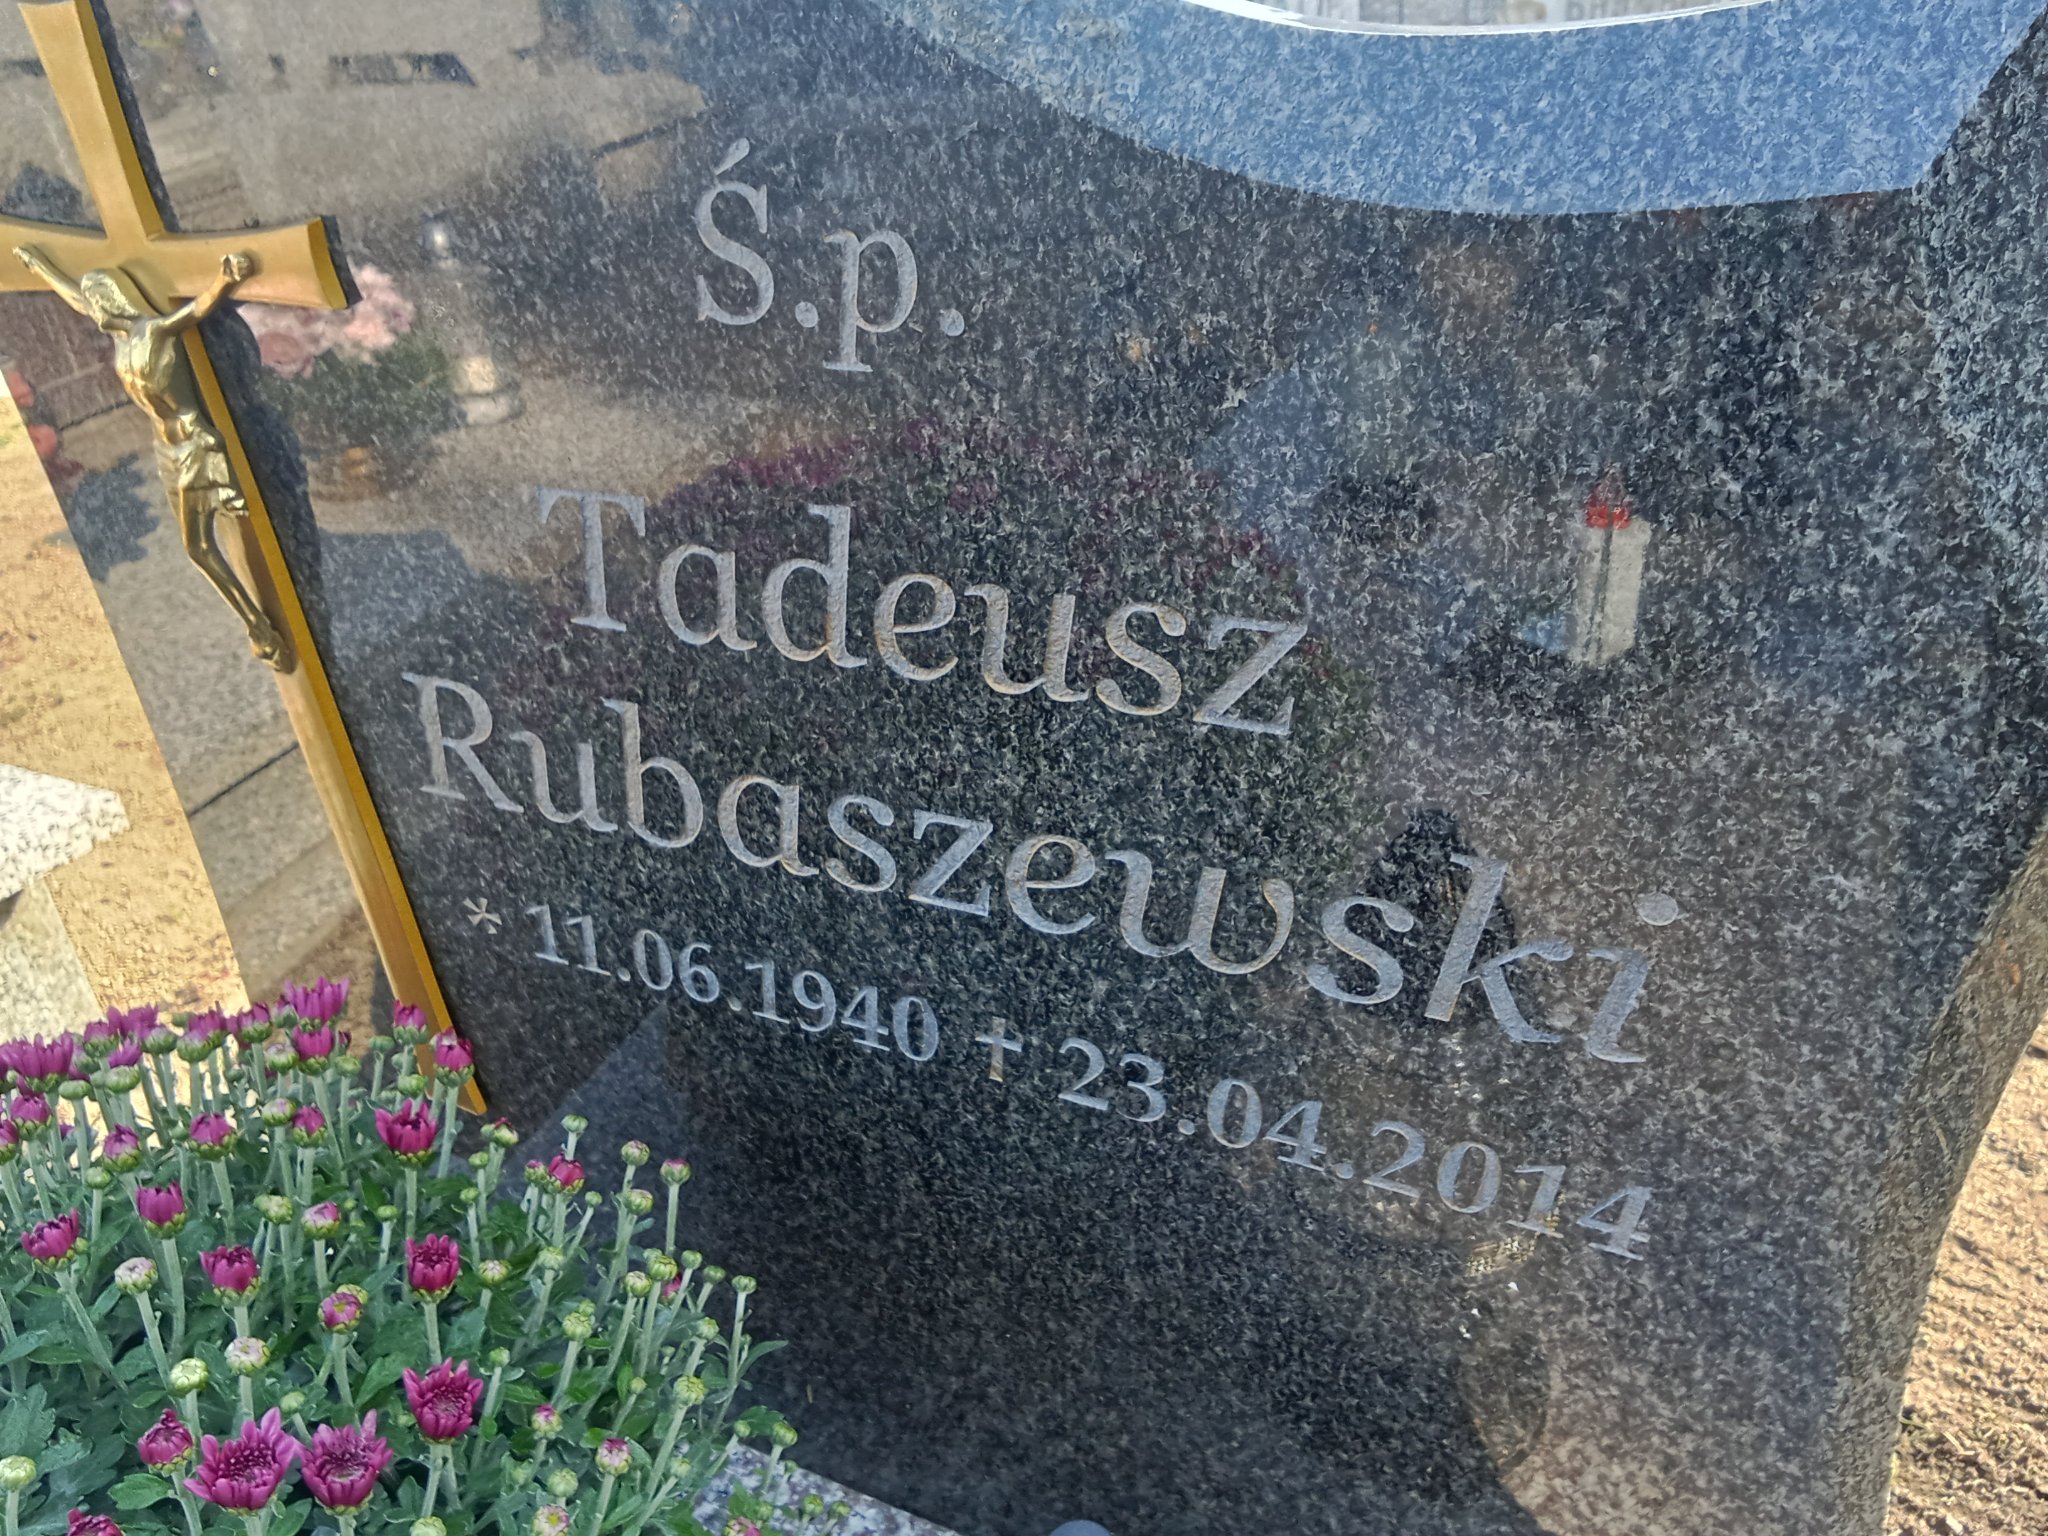 Ś.p.
Tadeusz
Rubaszewski
* 11.06.1940 † 23.04.2014